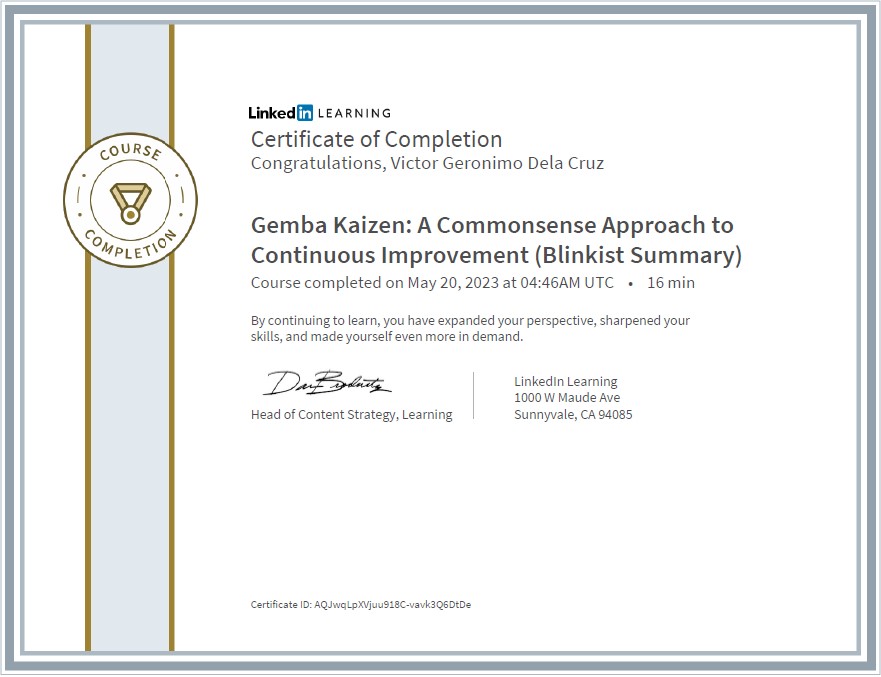 COURSE
COMPLETION
Linked in LEARNING
Certificate of Completion
Congratulations, Victor Geronimo Dela Cruz
Gemba Kaizen: A Commonsense Approach to
Continuous Improvement (Blinkist Summary)
Course completed on May 20, 2023 at 04:46AM UTC • 16 min
By continuing to learn, you have expanded your perspective, sharpened your
skills, and made yourself even more in demand.
Head of Content Strategy, Learning
LinkedIn Learning
1000 W Maude Ave
Sunnyvale, CA 94085
Certificate ID: AQJwqLpXVjuu918C-vavk3Q6DtDe